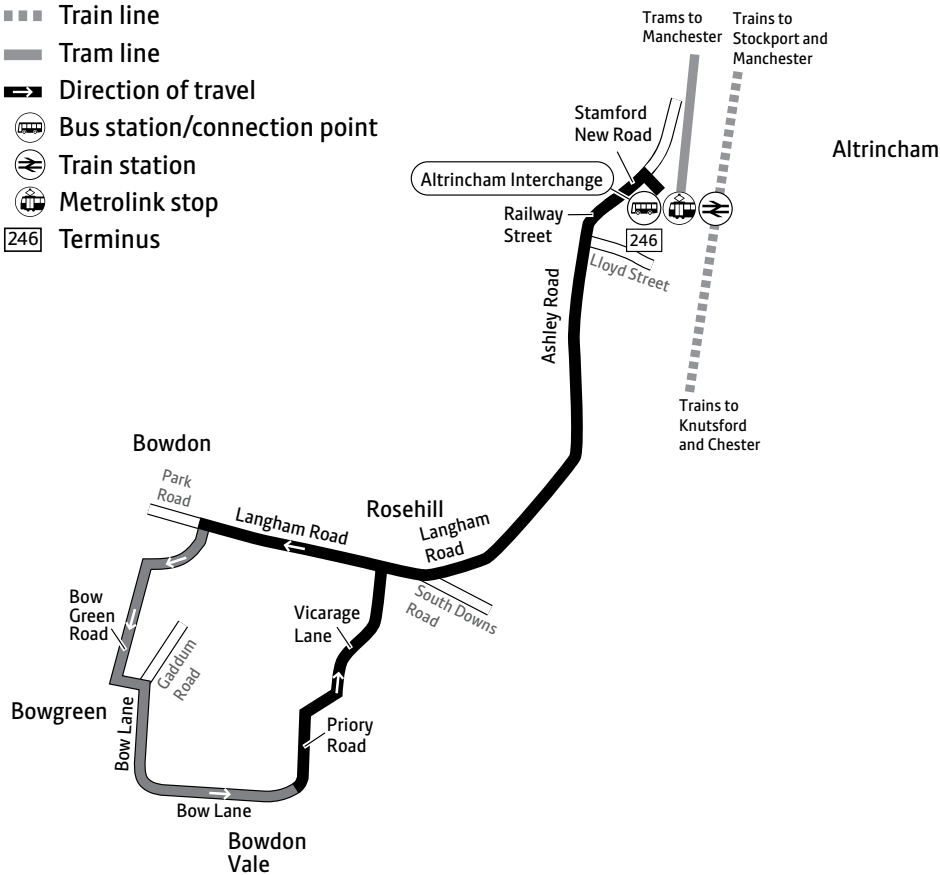 Train line
Tram line
Direction of travel
Bus station/connection point
Train station
Metrolink stop
246 Terminus
Trams to
Manchester
Trains to
Stockport and
Manchester
Stamford
New Road
Altrincham
Altrincham Interchange
Railway
Street
246
Lloyd Street
Ashley Road
Trains to
Knutsford
and Chester
Bowdon
Park
Road
Langham Road
Rosehill
Langham
Road
South Downs
Road
Bow
Green
Road
Vicarage
Lane
Gaddum
Road
Bowgreen
Bow Lane
Priory
Road
Bow Lane
Bowdon
Vale